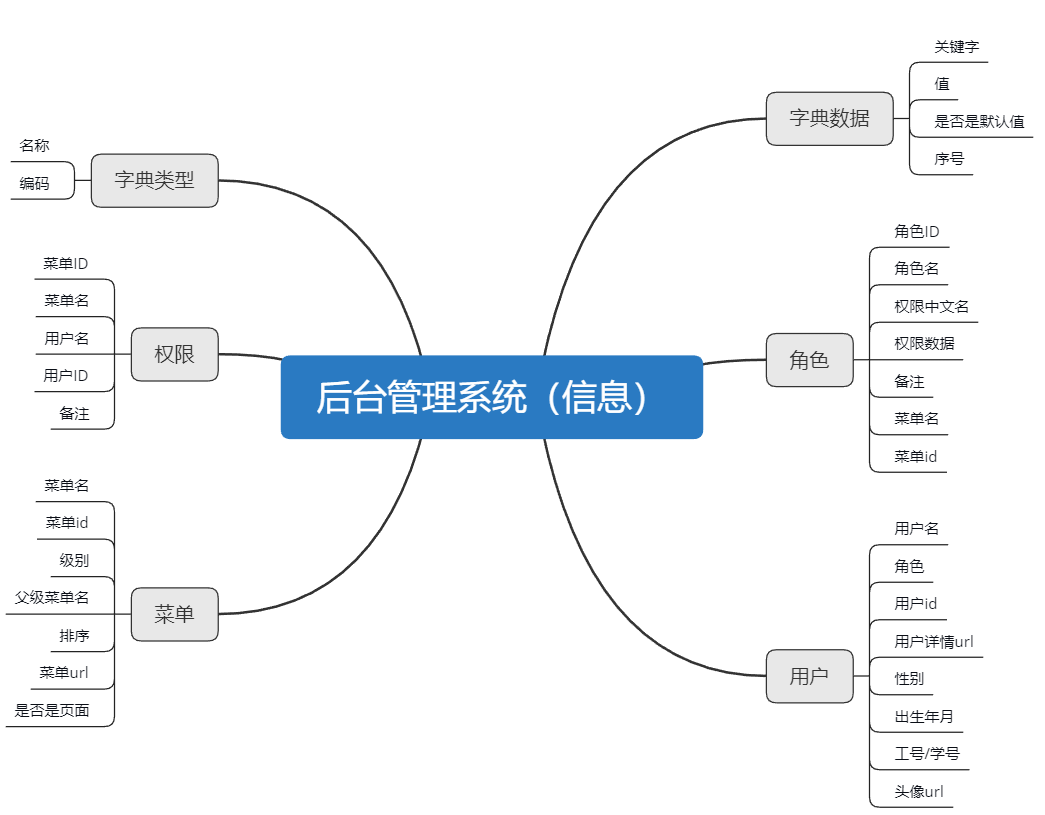 后台管理系统（信息）
字典数据
关键字
值
是否是默认值
序号
角色
角色ID
角色名
权限中文名
权限数据
备注
菜单名
菜单id
用户
用户名
角色
用户id
用户详情url
性别
出生年月
工号/学号
头像url
字典类型
名称
编码
权限
菜单ID
菜单名
用户名
用户ID
备注
菜单
菜单名
菜单id
级别
父级菜单名
排序
菜单url
是否是页面